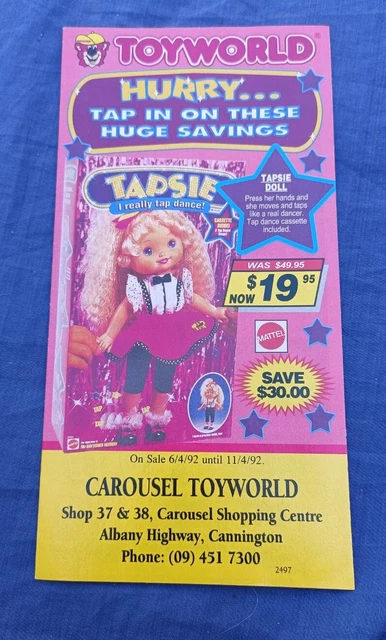 TOYWORLD
HURRY...
TAP IN ON THESE
HUGE SAVINGS
TAPSIE
I really tap dance!
TAPSIE
DOLL
Press her hands and
she moves and taps
like a real dancer.
Tap dance cassette
included.
WAS $49.95
NOW $19 95
MATTEL
SAVE
$30.00
On Sale 6/4/92 until 11/4/92.
CAROUSEL TOYWORLD
Shop 37 & 38, Carousel Shopping Centre
Albany Highway, Cannington
Phone: (09) 451 7300
2497